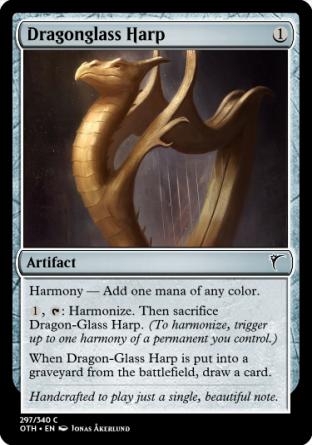 Dragonglass Harp 1
Artifact
Harmony — Add one mana of any color.
1, T: Harmonize. Then sacrifice
Dragon-Glass Harp. (To harmonize, trigger
up to one harmony of a permanent you control.)
When Dragon-Glass Harp is put into a
graveyard from the battlefield, draw a card.
Handcrafted to play just a single, beautiful note.
297/340 C
OTH • EN Jonas Åkerlund